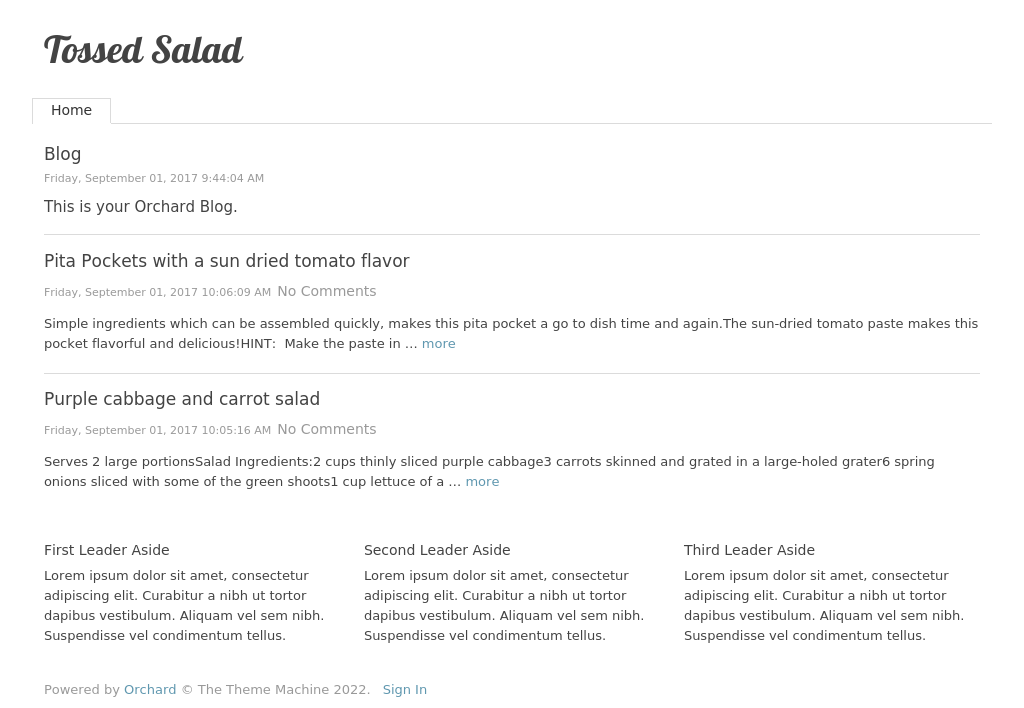 Tossed Salad
Home
Blog
Friday, September 01, 2017 9:44:04 AM
This is your Orchard Blog.
Pita Pockets with a sun dried tomato flavor
Friday, September 01, 2017 10:06:09 AM No Comments
Simple ingredients which can be assembled quickly, makes this pita pocket a go to dish time and again.The sun-dried tomato paste makes this
pocket flavorful and delicious!HINT:  Make the paste in ... more
Purple cabbage and carrot salad
Friday, September 01, 2017 10:05:16 AM No Comments
Serves 2 large portionsSalad Ingredients:2 cups thinly sliced purple cabbage3 carrots skinned and grated in a large-holed grater6 spring
onions sliced with some of the green shoots1 cup lettuce of a ... more
First Leader Aside
Lorem ipsum dolor sit amet, consectetur
adipiscing elit. Curabitur a nibh ut tortor
dapibus vestibulum. Aliquam vel sem nibh.
Suspendisse vel condimentum tellus.
Second Leader Aside
Lorem ipsum dolor sit amet, consectetur
adipiscing elit. Curabitur a nibh ut tortor
dapibus vestibulum. Aliquam vel sem nibh.
Suspendisse vel condimentum tellus.
Third Leader Aside
Lorem ipsum dolor sit amet, consectetur
adipiscing elit. Curabitur a nibh ut tortor
dapibus vestibulum. Aliquam vel sem nibh.
Suspendisse vel condimentum tellus.
Powered by Orchard © The Theme Machine 2022. Sign In